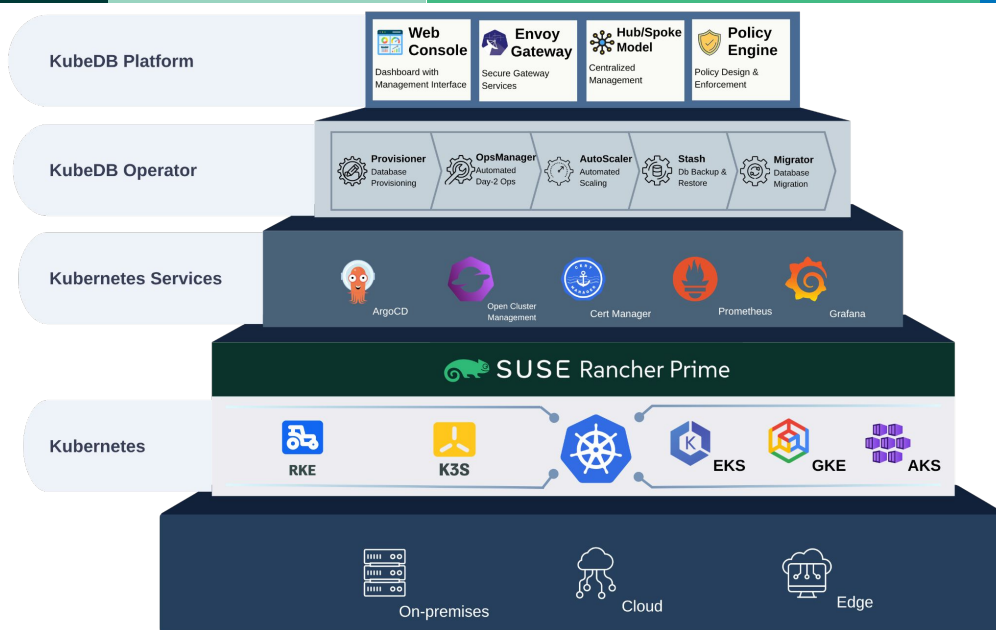 KubeDB Platform
Web
Console
Dashboard with
Management Interface
Envoy
Gateway
Secure Gateway
Services
Hub/Spoke
Model
Centralized
Management
Policy
Engine
Policy Design &
Enforcement
KubeDB Operator
Provisioner
Database
Provisioning
OpsManager
Automated
Day-2 Ops
AutoScaler
Automated
Scaling
Stash
Db Backup &
Restore
Migrator
Database
Migration
Kubernetes Services
ArgoCD
Open Cluster
Management
CERT
MANAGER
Cert Manager
Prometheus
Grafana
SUSE Rancher Prime
Kubernetes
RKE
K3S
K
EKS
GKE
AKS
On-premises
Cloud
Edge